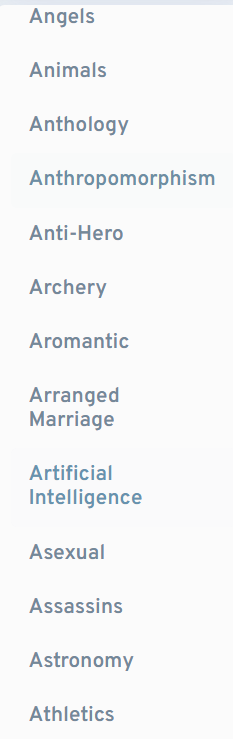 Angels
Animals
Anthology
Anthropomorphism
Anti-Hero
Archery
Aromantic
Arranged
Marriage
Artificial
Intelligence
Asexual
Assassins
Astronomy
Athletics